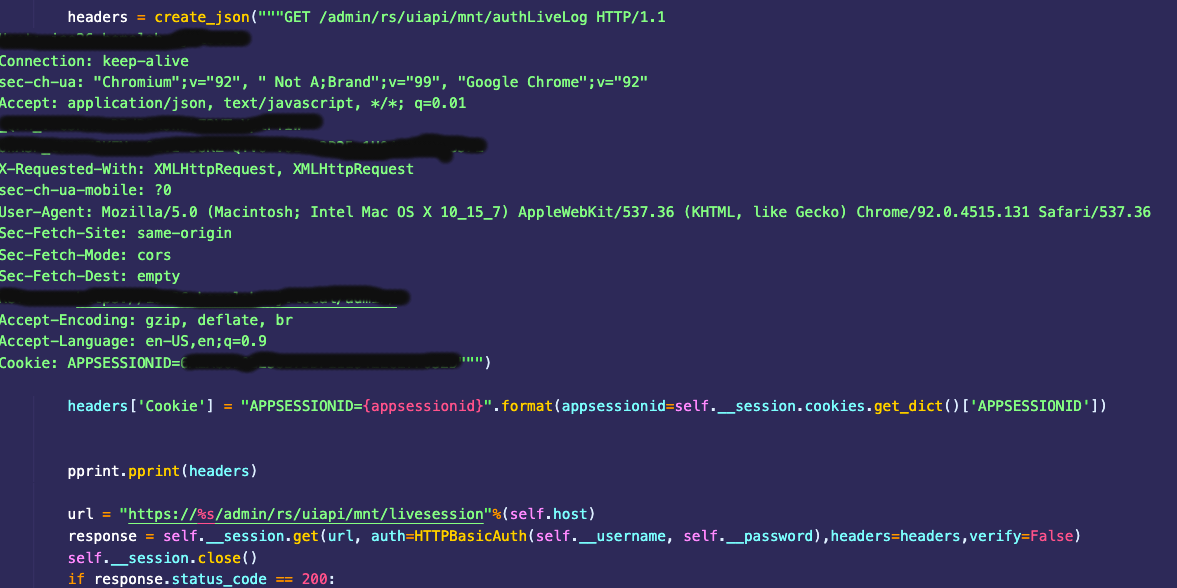 headers = create_json("""GET /admin/rs/uiapi/mnt/authLiveLog HTTP/1.1
Connection: keep-alive
sec-ch-ua: "Chromium";v="92", " Not A;Brand";v="99", "Google Chrome";v="92"
Accept: application/json, text/javascript, */*; q=0.01
X-Requested-With: XMLHttpRequest, XMLHttpRequest
sec-ch-ua-mobile: ?0
User-Agent: Mozilla/5.0 (Macintosh; Intel Mac OS X 10_15_7) AppleWebKit/537.36 (KHTML, like Gecko) Chrome/92.0.4515.131 Safari/537.36
Sec-Fetch-Site: same-origin
Sec-Fetch-Mode: cors
Sec-Fetch-Dest: empty
Accept-Encoding: gzip, deflate, br
Accept-Language: en-US,en;q=0.9
Cookie: APPSESSIONID= """)
headers['Cookie'] = "APPSESSIONID={appsessionid}".format(appsessionid=self.__session.cookies.get_dict()['APPSESSIONID'])
pprint.pprint(headers)
url = "https://%s/admin/rs/uiapi/mnt/livesession"%(self.host)
response = self.__session.get(url, auth=HTTPBasicAuth(self.__username, self.__password),headers=headers,verify=False)
self.__session.close()
if response.status_code == 200: